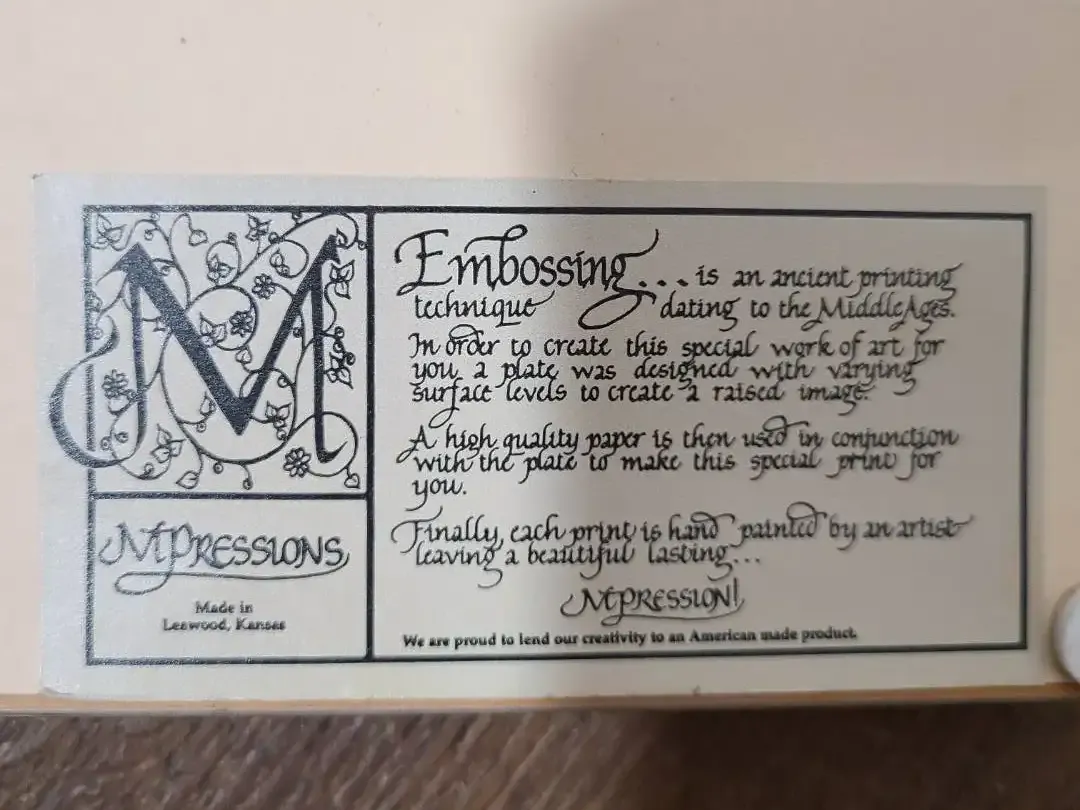 M
MPRESSIONS
Made in
Leawood, Kansas
Embossing... is an ancient printing
technique dating to the Middle Ages.
In order to create this special work of art for
you, a plate was designed with varying
surface levels to create a raised image.
A high quality paper is then used in conjunction
with the plate to make this special print for
you.
Finally, each print is hand painted by an artist
leaving a beautiful lasting...
MPRESSION!
We are proud to lend our creativity to an American made product.